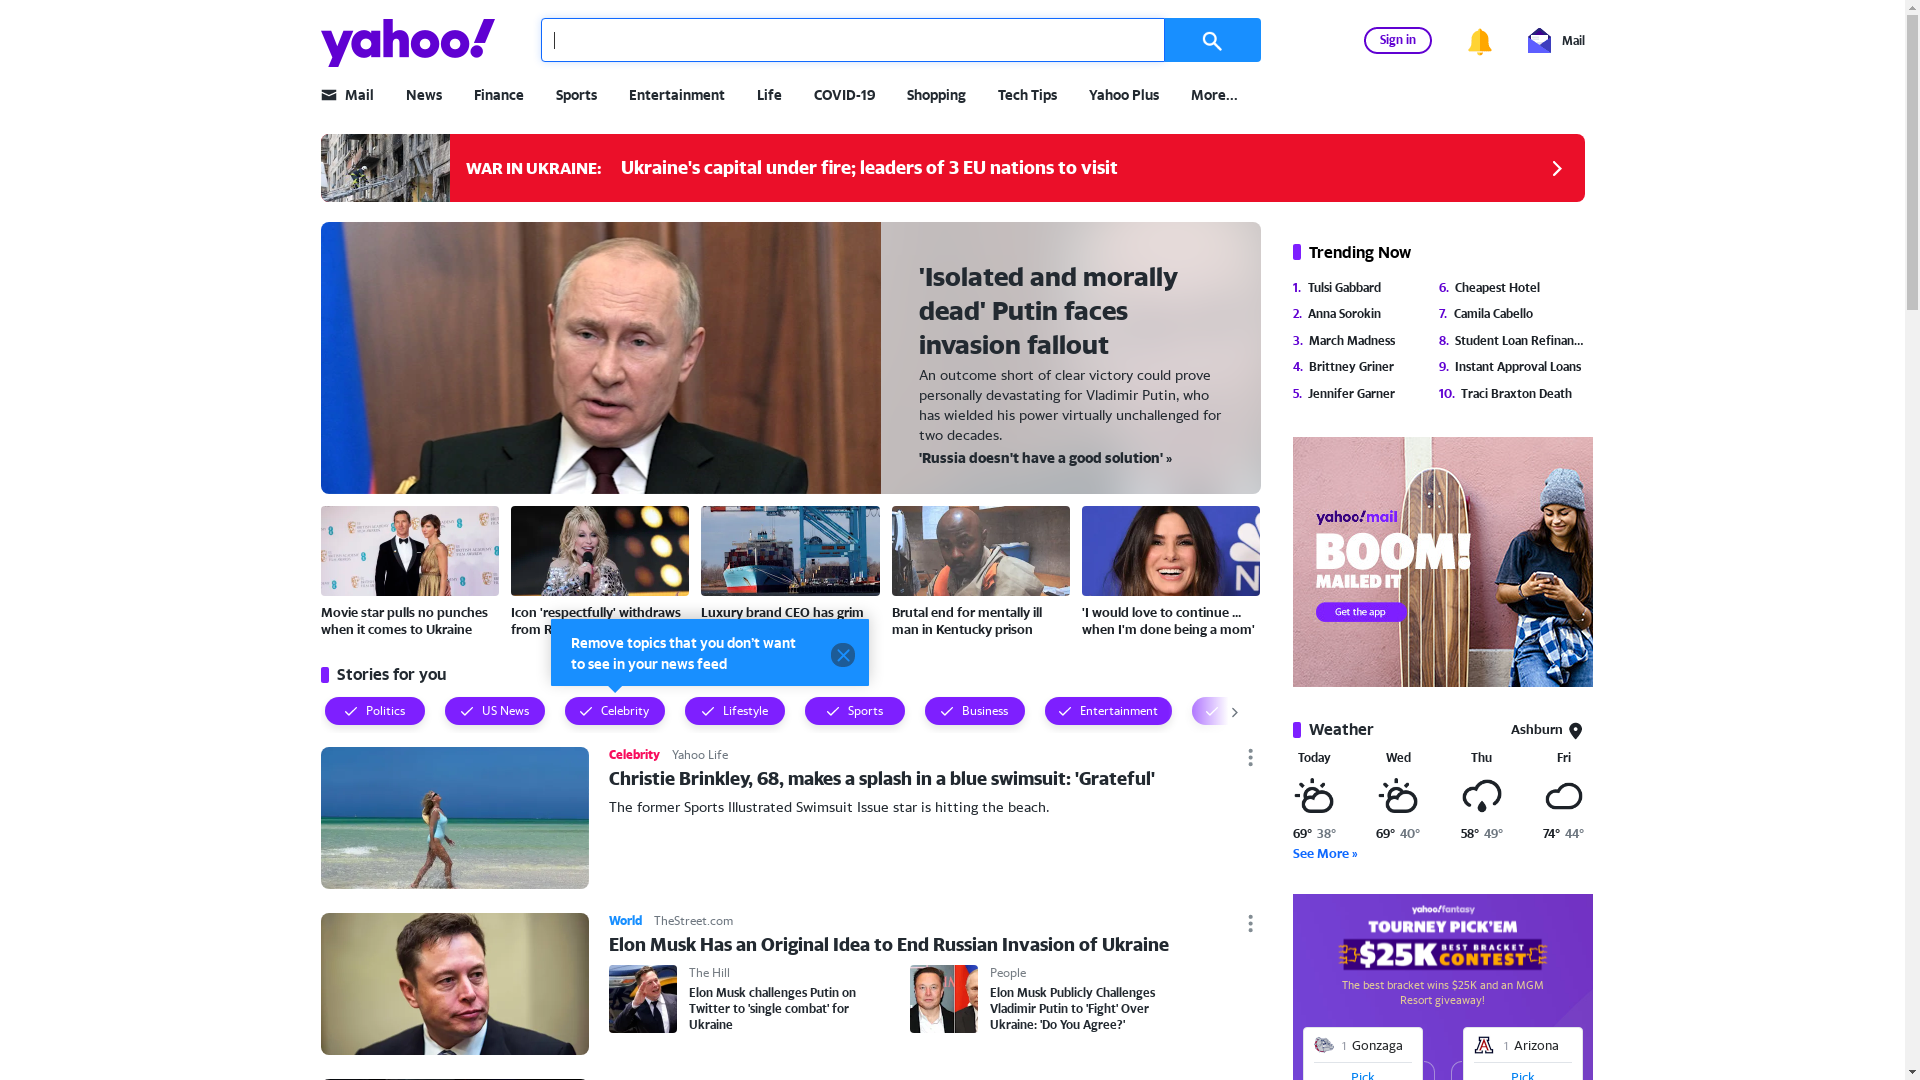 yahoo!
Sign in
Mail
Mail
News
Finance
Sports
Entertainment
Life
COVID-19
Shopping
Tech Tips
Yahoo Plus
More...
WAR IN UKRAINE:
Ukraine's capital under fire; leaders of 3 EU nations to visit
'Isolated and morally
dead' Putin faces
invasion fallout
An outcome short of clear victory could prove
personally devastating for Vladimir Putin, who
has wielded his power virtually unchallenged for
two decades.
'Russia doesn't have a good solution' »
Movie star pulls no punches
when it comes to Ukraine
Icon 'respectfully' withdraws
from R
Luxury brand CEO has grim
Brutal end for mentally ill
man in Kentucky prison
'I would love to continue ...
when I'm done being a mom'
Remove topics that you don't want
to see in your news feed
Stories for you
Politics
US News
Celebrity
Lifestyle
Sports
Business
Entertainment
Celebrity
Yahoo Life
Christie Brinkley, 68, makes a splash in a blue swimsuit: 'Grateful'
The former Sports Illustrated Swimsuit Issue star is hitting the beach.
World
TheStreet.com
Elon Musk Has an Original Idea to End Russian Invasion of Ukraine
The Hill
Elon Musk challenges Putin on
Twitter to 'single combat' for
Ukraine
People
Elon Musk Publicly Challenges
Vladimir Putin to 'Fight' Over
Ukraine: 'Do You Agree?'
Trending Now
1. Tulsi Gabbard
2. Anna Sorokin
3. March Madness
4. Brittney Griner
5. Jennifer Garner
6. Cheapest Hotel
7. Camila Cabello
8. Student Loan Refinan...
9. Instant Approval Loans
10. Traci Braxton Death
yahoo!mail
BOOM!
MAILED IT
Get the app
Weather
Ashburn
Today
Wed
Thu
Fri
69° 38°
69° 40°
58° 49°
74° 44°
See More »
yahoo!fantasy
TOURNEY PICK'EM
$25K BEST BRACKET CONTEST
The best bracket wins $25K and an MGM
Resort giveaway!
1 Gonzaga
Pick
1 Arizona
Pick